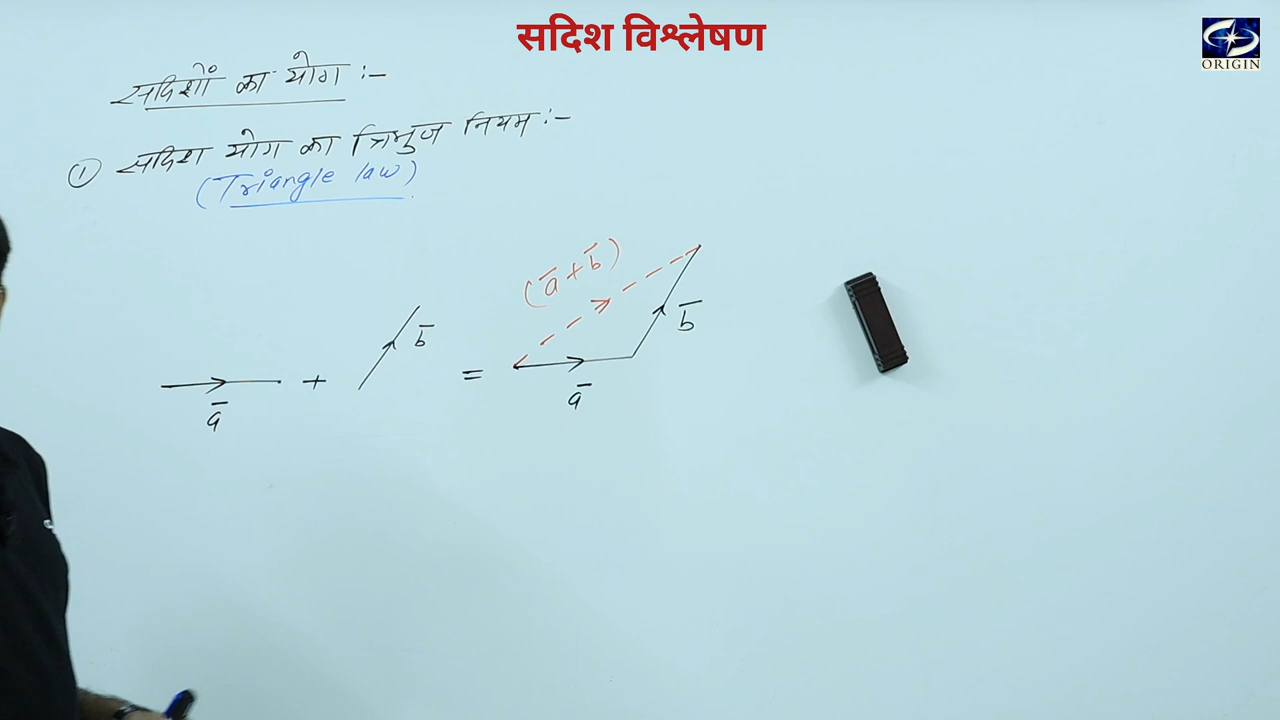 सदिश विश्लेषण
ORIGIN
सदिशों का योग :-
① सदिश योग का त्रिभुज नियम :-
(Triangle law)
(a̅ + b̅)
b̅
b̅
+
=
a̅
a̅